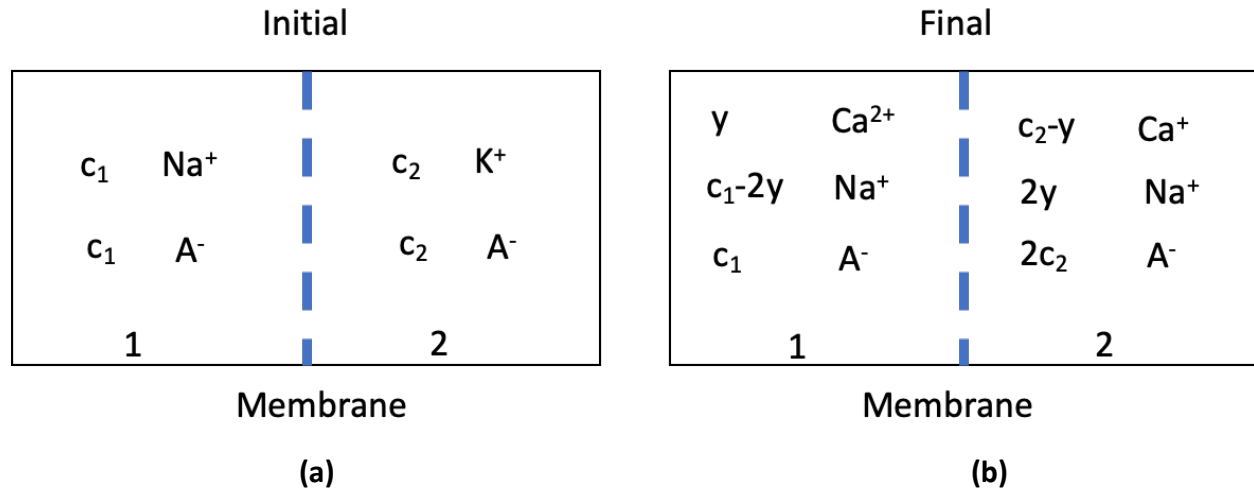 Initial
c₁ Na⁺ c₂ K⁺
c₁ A⁻ c₂ A⁻
1 2
Membrane
(a)
Final
y Ca²⁺ c₂-y Ca⁺
c₁-2y Na⁺ 2y Na⁺
c₁ A⁻ 2c₂ A⁻
1 2
Membrane
(b)